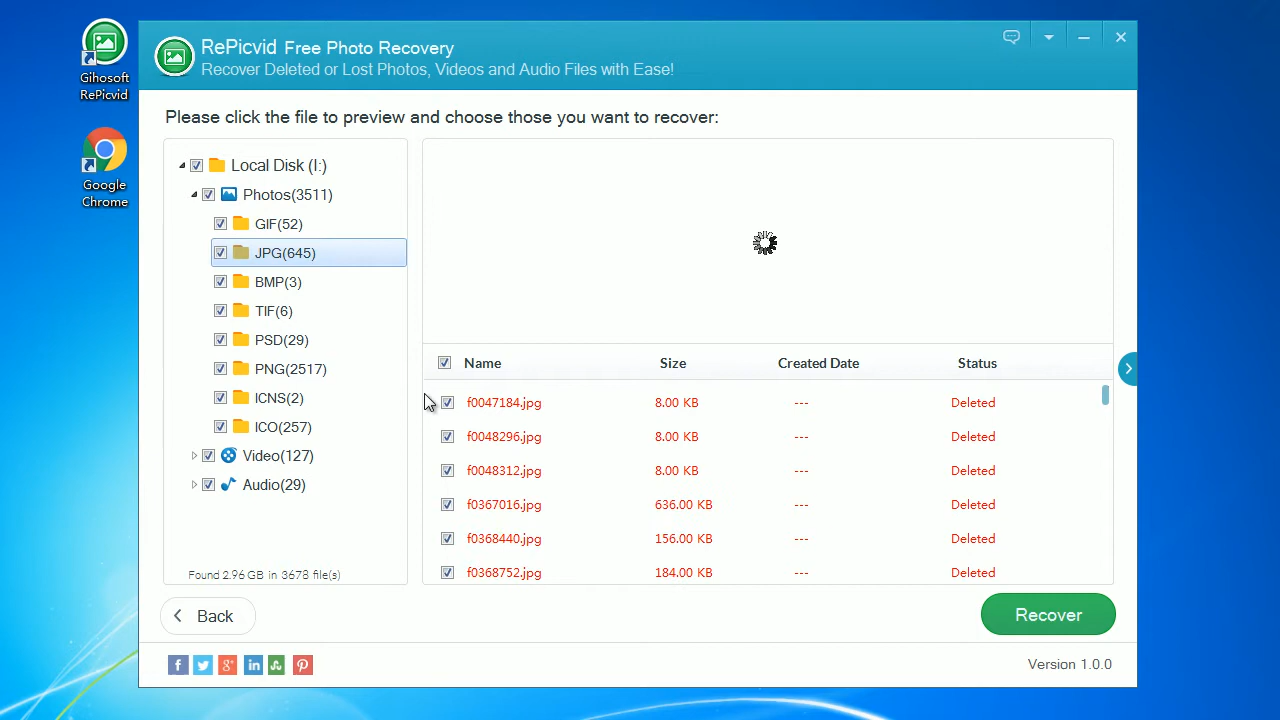 Gihosoft
RePicvid
Google
Chrome
RePicvid Free Photo Recovery
Recover Deleted or Lost Photos, Videos and Audio Files with Ease!
Please click the file to preview and choose those you want to recover:
Local Disk (I:)
Photos(3511)
GIF(52)
JPG(645)
BMP(3)
TIF(6)
PSD(29)
PNG(2517)
ICNS(2)
ICO(257)
Video(127)
Audio(29)
Found 2.96 GB in 3678 file(s)
Name Size Created Date Status
f0047184.jpg 8.00 KB --- Deleted
f0048296.jpg 8.00 KB --- Deleted
f0048312.jpg 8.00 KB --- Deleted
f0367016.jpg 636.00 KB --- Deleted
f0368440.jpg 156.00 KB --- Deleted
f0368752.jpg 184.00 KB --- Deleted
Back
Recover
Version 1.0.0